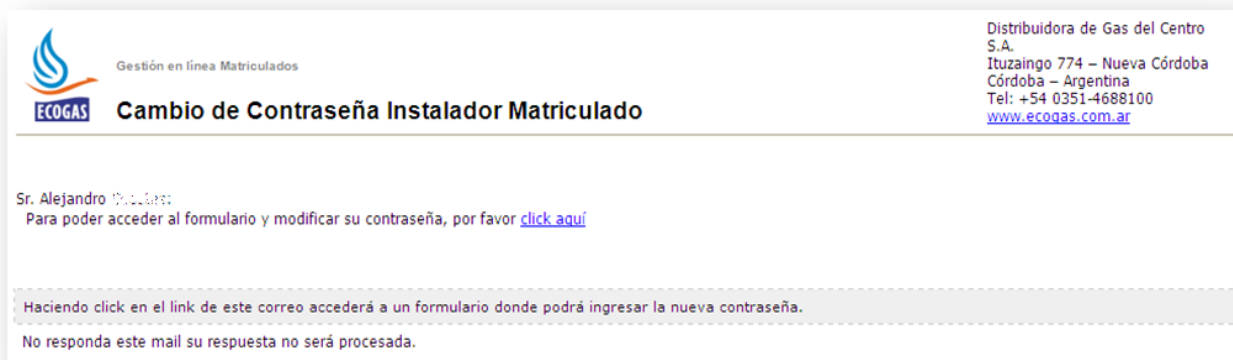 Distribuidora de Gas del Centro
S.A.
Ituzaingo 774 – Nueva Córdoba
Córdoba – Argentina
Tel: +54 0351-4688100
www.ecogas.com.ar
ECOGAS
Gestión en línea Matriculados
Cambio de Contraseña Instalador Matriculado
Sr. Alejandro
Para poder acceder al formulario y modificar su contraseña, por favor click aquí
Haciendo click en el link de este correo accederá a un formulario donde podrá ingresar la nueva contraseña.
No responda este mail su respuesta no será procesada.